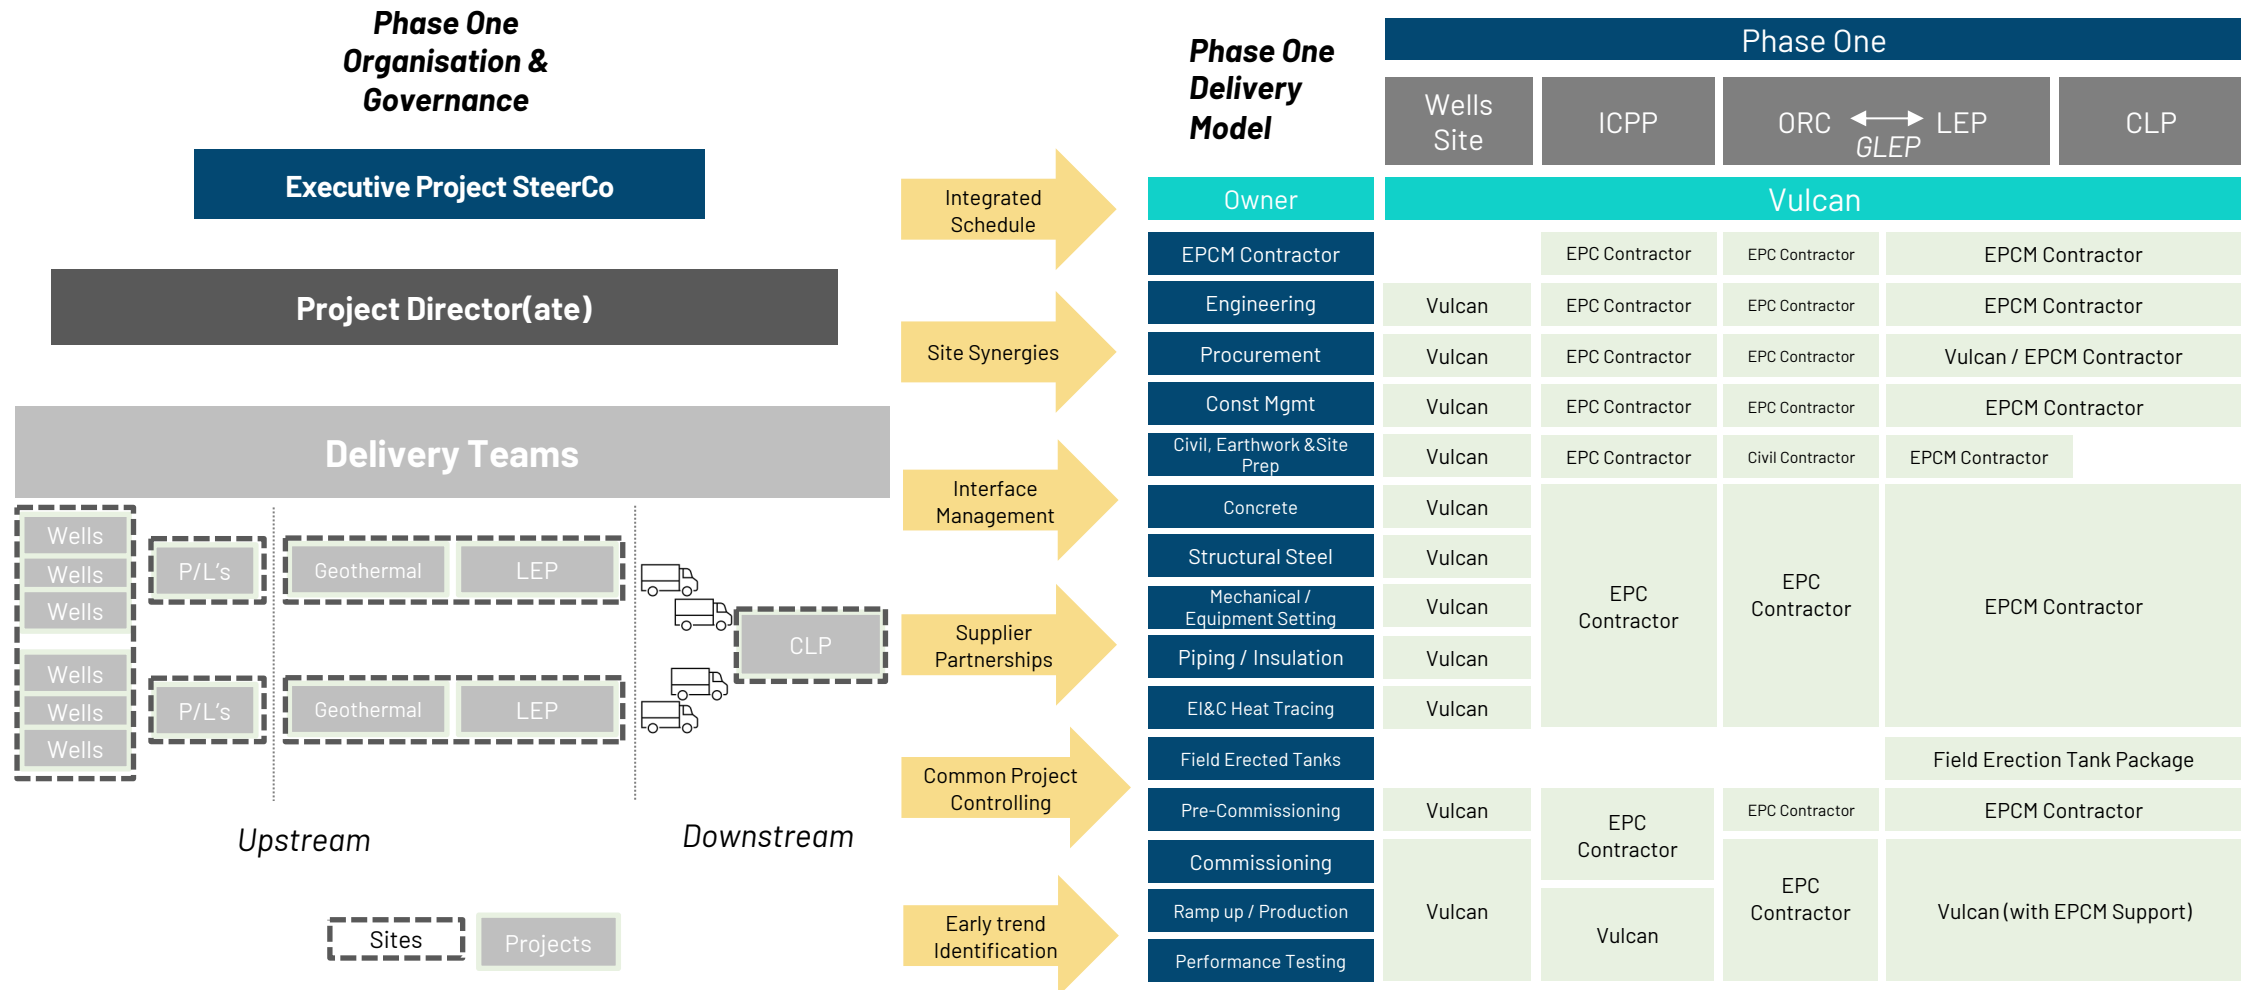 Phase One
Organisation &
Governance
Executive Project SteerCo
Project Director(ate)
Delivery Teams
Wells
Wells
Wells
P/L's
Geothermal
LEP
CLP
Wells
Wells
Wells
P/L's
Geothermal
LEP
Upstream
Downstream
Sites
Projects
Integrated
Schedule
Site Synergies
Interface
Management
Supplier
Partnerships
Common Project
Controlling
Early trend
Identification
Phase One
Delivery
Model
Phase One
Wells
Site
ICPP
ORC
LEP
GLEP
CLP
Owner
Vulcan
EPCM Contractor
EPC Contractor
EPC Contractor
EPCM Contractor
Engineering
Vulcan
EPC Contractor
EPC Contractor
EPCM Contractor
Procurement
Vulcan
EPC Contractor
EPC Contractor
Vulcan / EPCM Contractor
Const Mgmt
Vulcan
EPC Contractor
EPC Contractor
EPCM Contractor
Civil, Earthwork &Site
Prep
Vulcan
EPC Contractor
Civil Contractor
EPCM Contractor
Concrete
Vulcan
Structural Steel
Vulcan
Mechanical /
Equipment Setting
Vulcan
EPC
Contractor
EPC
Contractor
EPCM Contractor
Piping / Insulation
Vulcan
EI&C Heat Tracing
Vulcan
Field Erected Tanks
Field Erection Tank Package
Pre-Commissioning
Vulcan
EPC
Contractor
EPC Contractor
EPCM Contractor
Commissioning
Ramp up / Production
Vulcan
Vulcan
EPC
Contractor
Vulcan (with EPCM Support)
Performance Testing